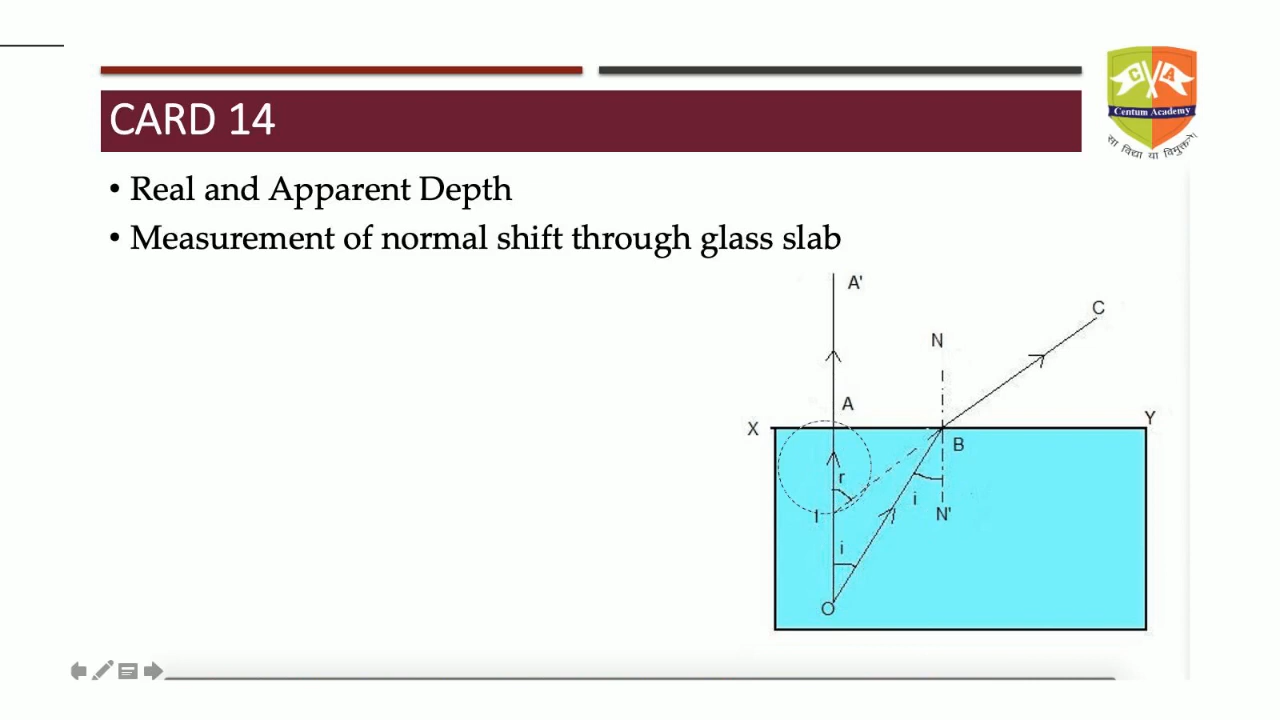 Centum Academy
C A
सा विद्या या विमुक्तये
CARD 14
• Real and Apparent Depth
• Measurement of normal shift through glass slab
A'
C
N
A
X
Y
B
r
i
I
N'
i
O